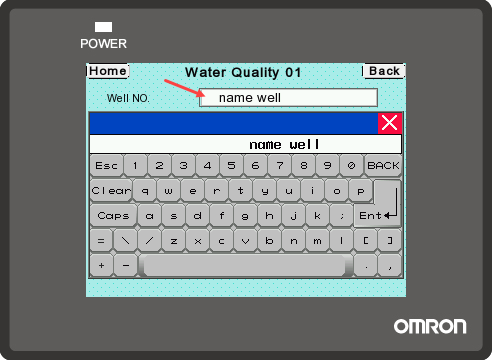 POWER
Home Water Quality 01 Back
Well NO. name well
name well
Esc 1 2 3 4 5 6 7 8 9 0 BACK
Clear q w e r t y u i o p
Caps a s d f g h j k ; Ent
= \ / z x c v b n m l [ ]
+ - . ,
OMRON